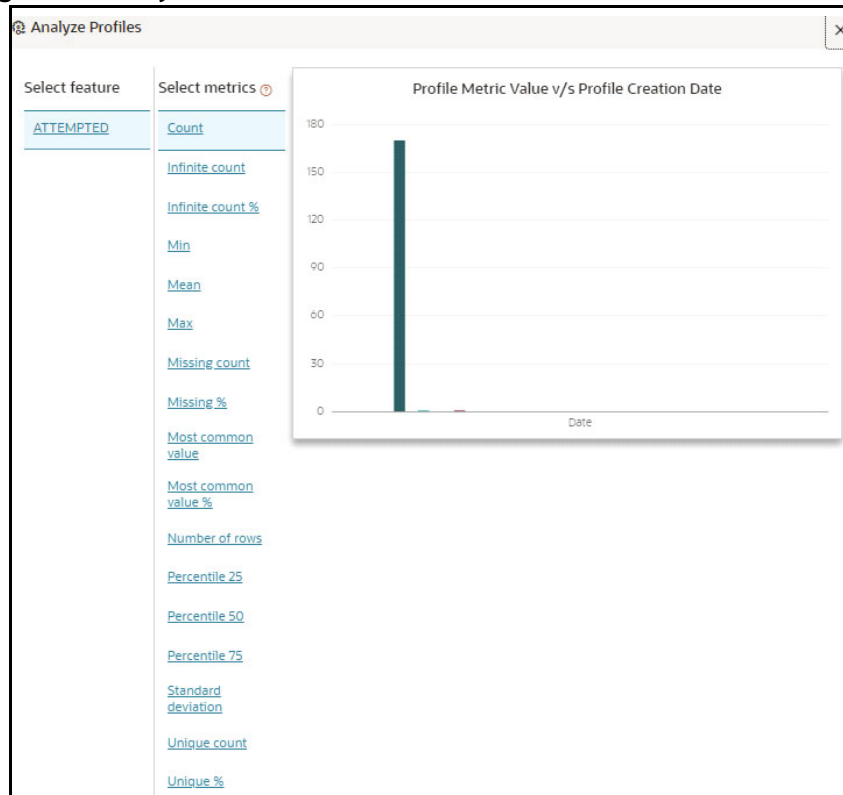 Analyze Profiles
Select feature
ATTEMPTED
Select metrics
Count
Infinite count
Infinite count %
Min
Mean
Max
Missing count
Missing %
Most common
value
Most common
value %
Number of rows
Percentile 25
Percentile 50
Percentile 75
Standard
deviation
Unique count
Unique %
Profile Metric Value v/s Profile Creation Date
180
150
120
90
60
30
0
Date